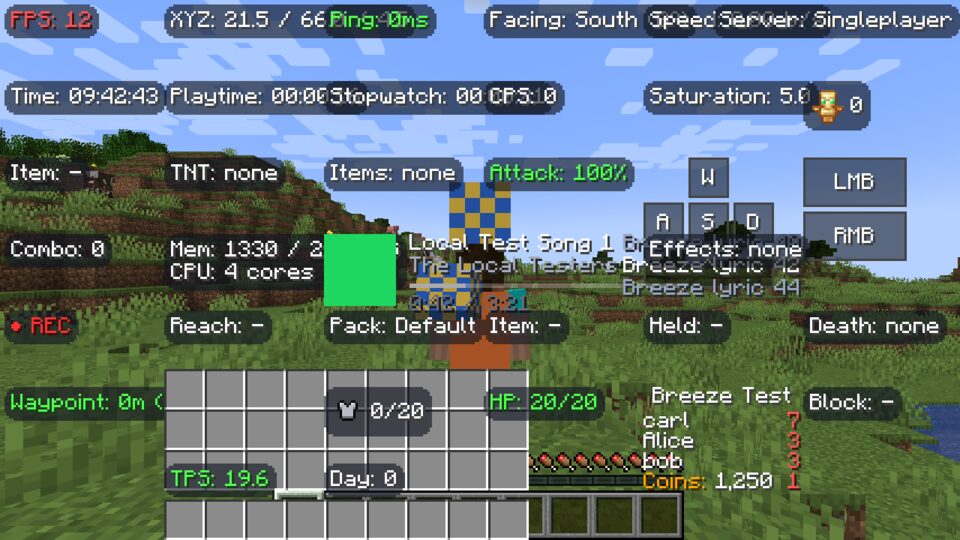 FPS: 12
XYZ: 21.5 / 66
Ping: 0ms
Facing: South
Speed
Server: Singleplayer
Time: 09:42:43
Playtime: 00:00
Stopwatch: 00:
CPS: 0
Saturation: 5.0
0
Item: -
TNT: none
Items: none
Attack: 100%
W
LMB
A S D
RMB
Combo: 0
Mem: 1330 / 2
CPU: 4 cores
Local Test Song 1
The Local Testers
0:42 / 3:21
Effects: none
Breeze lyric 42
Breeze lyric 44
● REC
Reach: -
Pack: Default
Item: -
Held: -
Death: none
Waypoint: 0m (
0/20
HP: 20/20
Breeze Test
carl 7
Alice 3
bob 3
Coins: 1,250 1
Block: -
TPS: 19.6
Day: 0